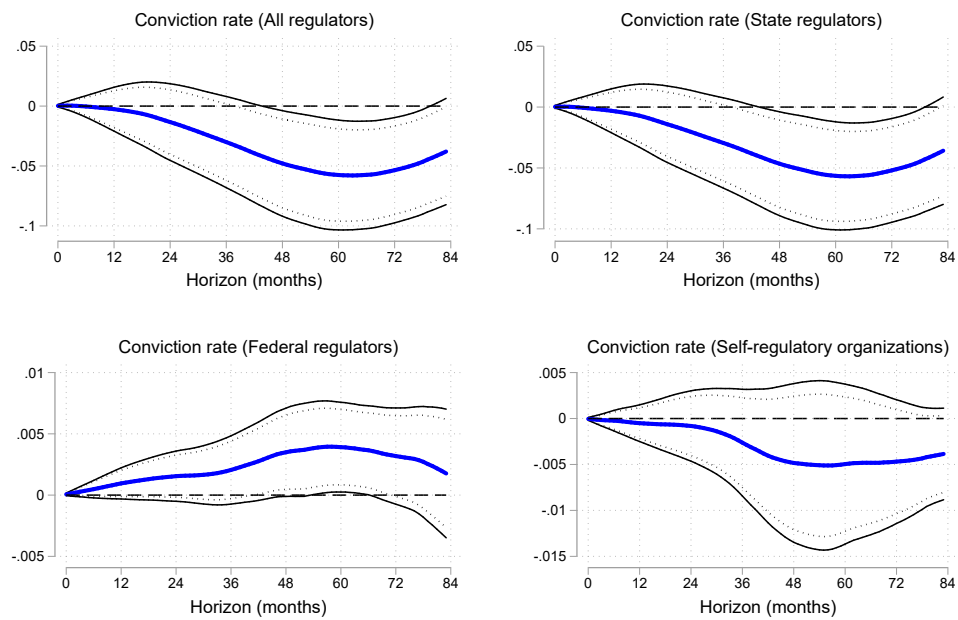 Conviction rate (All regulators)
.05
0
-.05
-.1
0 12 24 36 48 60 72 84
Horizon (months)
Conviction rate (State regulators)
.05
0
-.05
-.1
0 12 24 36 48 60 72 84
Horizon (months)
Conviction rate (Federal regulators)
.01
.005
0
-.005
0 12 24 36 48 60 72 84
Horizon (months)
Conviction rate (Self-regulatory organizations)
.005
0
-.005
-.01
-.015
0 12 24 36 48 60 72 84
Horizon (months)